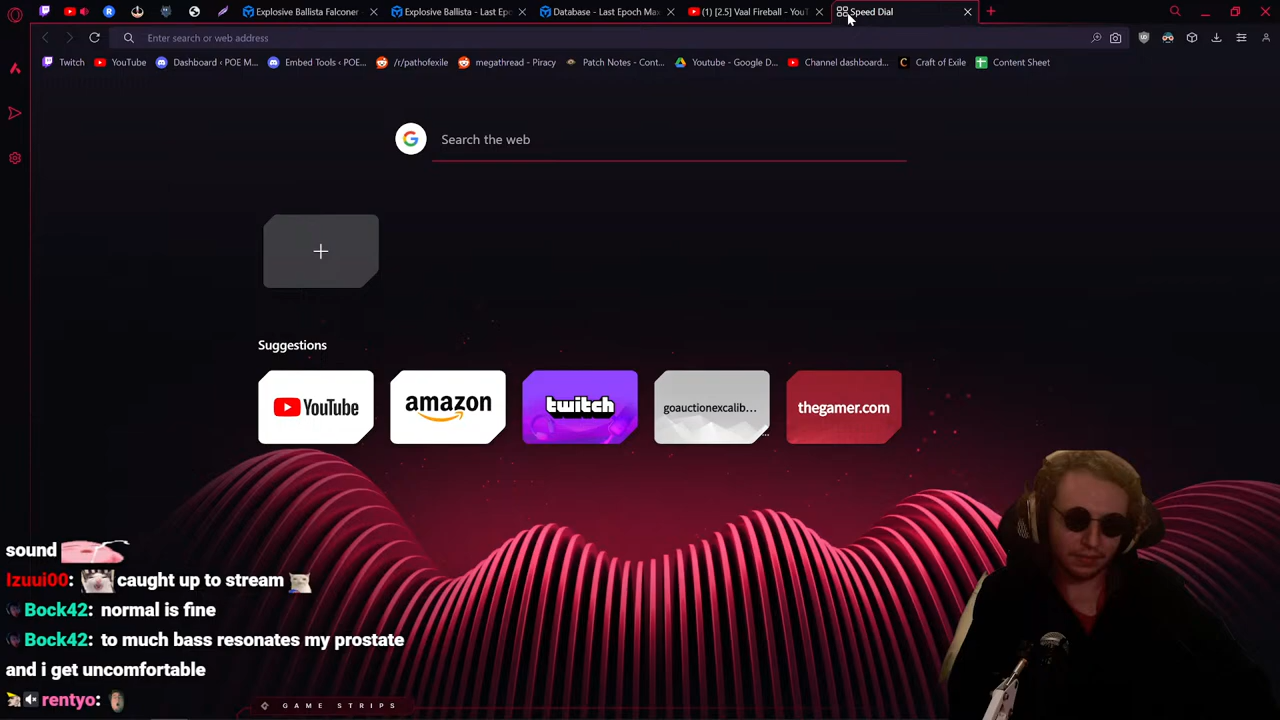 Explosive Ballista Falconer
Explosive Ballista - Last Epo
Database - Last Epoch Max
(1) [2.5] Vaal Fireball - YouT
Speed Dial
Enter search or web address
Twitch
YouTube
Dashboard ‹ POE M...
Embed Tools ‹ POE...
/r/pathofexile
megathread - Piracy
Patch Notes - Cont...
Youtube - Google D...
Channel dashboard...
Craft of Exile
Content Sheet
Search the web
Suggestions
YouTube
amazon
twitch
goauctionexcalib...
thegamer.com
sound
Izuui00: caught up to stream
Bock42: normal is fine
Bock42: to much bass resonates my prostate
and i get uncomfortable
rentyo:
GAME STRIPS